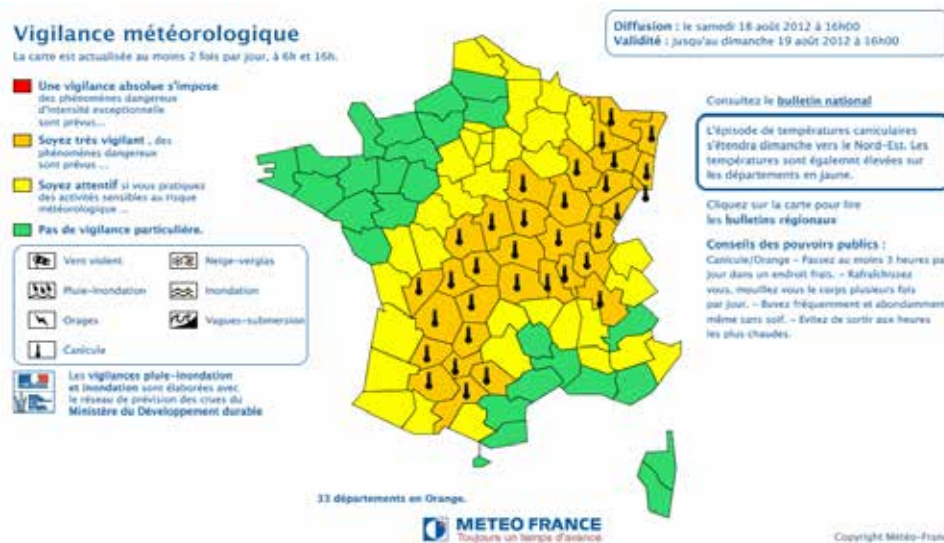 Vigilance météorologique
La carte est actualisée au moins 2 fois par jour, à 6h et 16h.
Une vigilance absolue s'impose
des phénomènes dangereux
d'intensité exceptionnelle
sont prévus...
Soyez très vigilant , des
phénomènes dangereux
sont prévus ...
Soyez attentif si vous pratiquez
des activités sensibles au risque
météorologique ...
Pas de vigilance particulière.
Vent violent
Neige-verglas
Pluie-inondation
Inondation
Orages
Vagues-submersion
Canicule
Les vigilances pluie-inondation
et inondation sont élaborées avec
le réseau de prévision des crues du
Ministère du Développement durable
Diffusion : le samedi 18 août 2012 à 16h00
Validité : jusqu'au dimanche 19 août 2012 à 16h00
Consultez le bulletin national
L'épisode de températures caniculaires
s'étendra dimanche vers le Nord-Est. Les
températures sont égalemnt élevées sur
les départements en jaune.
Cliquez sur la carte pour lire
les bulletins régionaux
Conseils des pouvoirs publics :
Canicule/Orange - Passez au moins 3 heures pa
jour dans un endroit frais. - Rafraîchissez
vous, mouillez vous le corps plusieurs fois
par jour. - Buvez fréquemment et abondammen
même sans soif. - Evitez de sortir aux heures
les plus chaudes.
33 départements en Orange.
METEO FRANCE
Toujours un temps d'avance
Copyright Météo-Fran